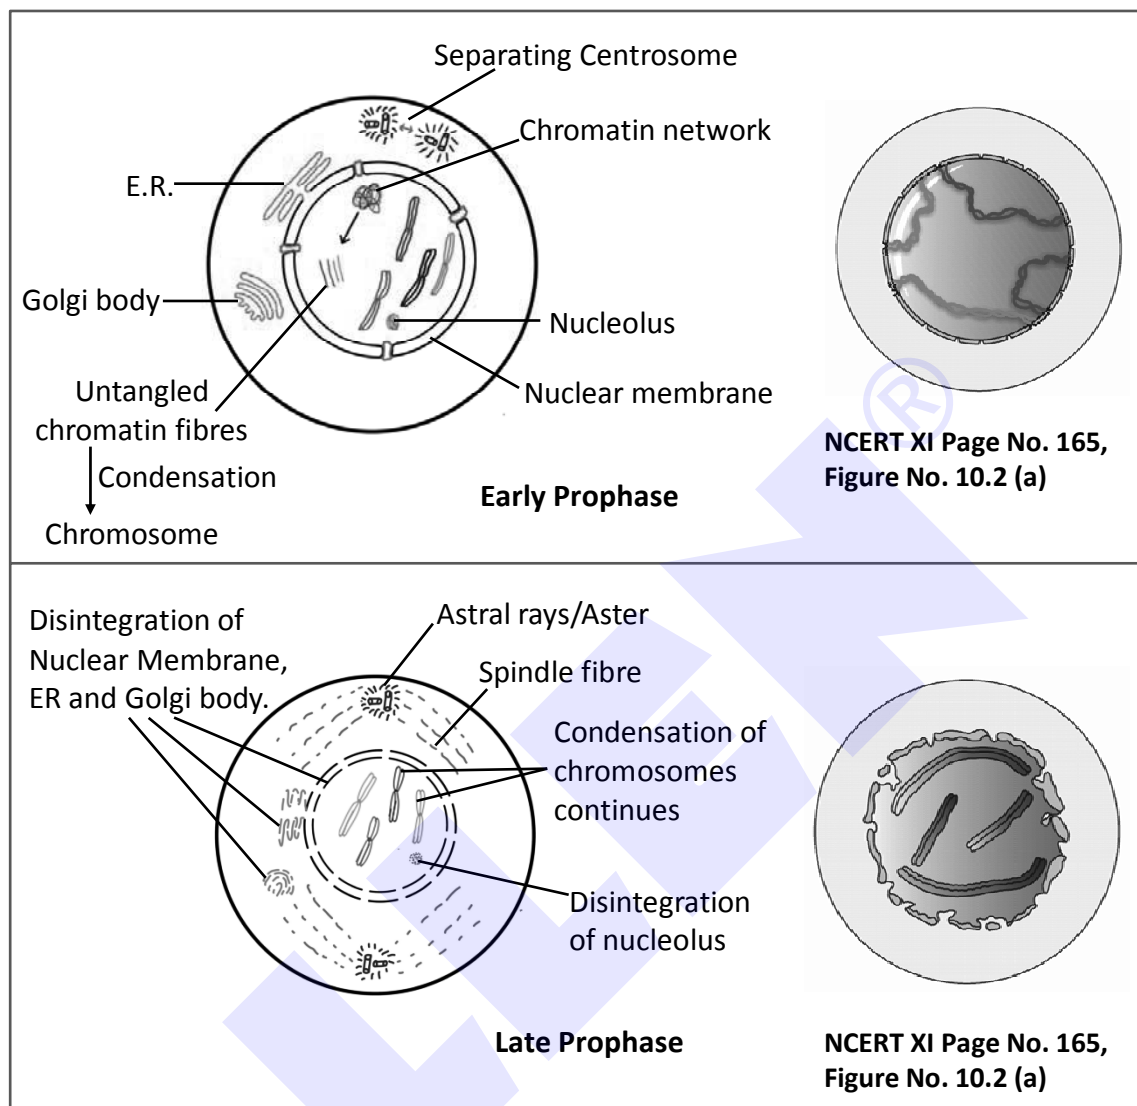 Separating Centrosome
Chromatin network
E.R.
Golgi body
Nucleolus
Untangled
chromatin fibres
Nuclear membrane
Condensation
Chromosome
Early Prophase
NCERT XI Page No. 165,
Figure No. 10.2 (a)
Disintegration of
Nuclear Membrane,
ER and Golgi body.
Astral rays/Aster
Spindle fibre
Condensation of
chromosomes
continues
Disintegration
of nucleolus
Late Prophase
NCERT XI Page No. 165,
Figure No. 10.2 (a)
LLEN
®